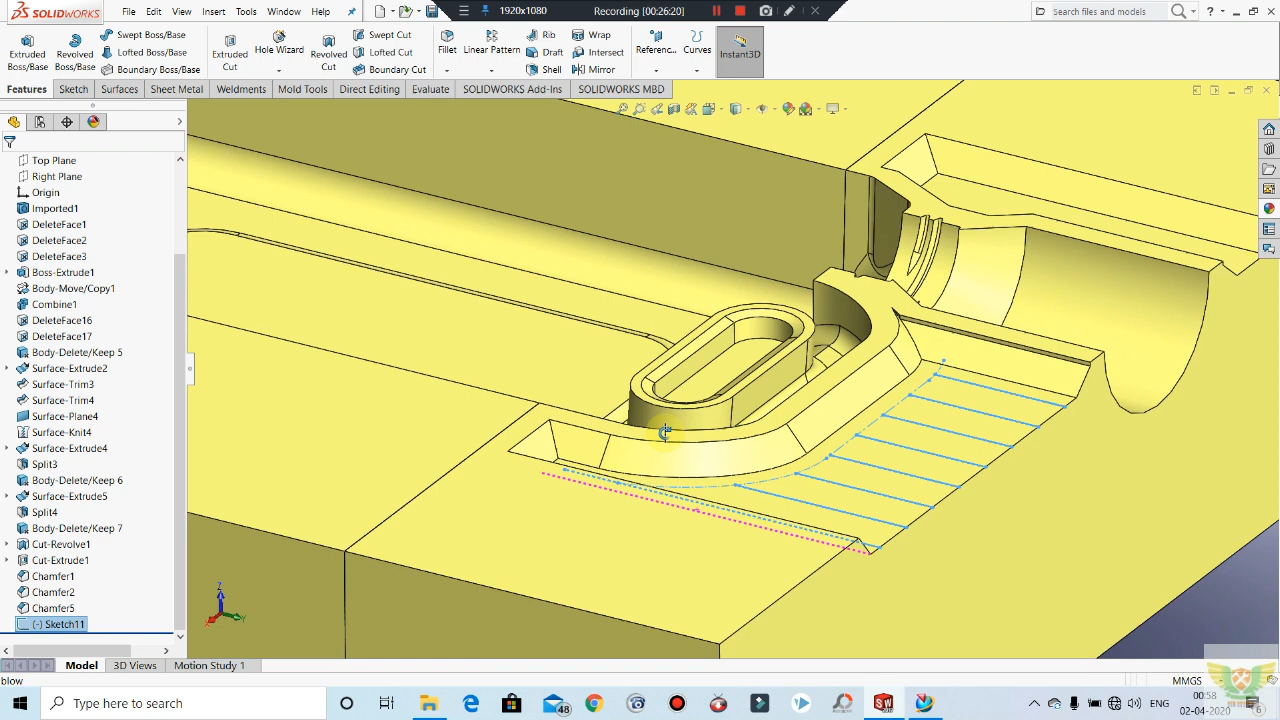 SOLIDWORKS File Edit View Insert Tools Window Help
1920x1080 Recording [00:26:20]
Search files and models
Extruded Boss/Base
Revolved Boss/Base
Swept Boss/Base
Lofted Boss/Base
Boundary Boss/Base
Extruded Cut
Hole Wizard
Revolved Cut
Swept Cut
Lofted Cut
Boundary Cut
Fillet
Linear Pattern
Rib
Draft
Shell
Wrap
Intersect
Mirror
Referenc...
Curves
Instant3D
Features Sketch Surfaces Sheet Metal Weldments Mold Tools Direct Editing Evaluate SOLIDWORKS Add-Ins SOLIDWORKS MBD
Top Plane
Right Plane
Origin
Imported1
DeleteFace1
DeleteFace2
DeleteFace3
Boss-Extrude1
Body-Move/Copy1
Combine1
DeleteFace16
DeleteFace17
Body-Delete/Keep 5
Surface-Extrude2
Surface-Trim3
Surface-Trim4
Surface-Plane4
Surface-Knit4
Surface-Extrude4
Split3
Body-Delete/Keep 6
Surface-Extrude5
Split4
Body-Delete/Keep 7
Cut-Revolve1
Cut-Extrude1
Chamfer1
Chamfer2
Chamfer5
(-) Sketch11
Z
X
Y
Model 3D Views Motion Study 1
blow
MMGS
Type here to search
48
SW
ENG
00:58
02-04-2020
6